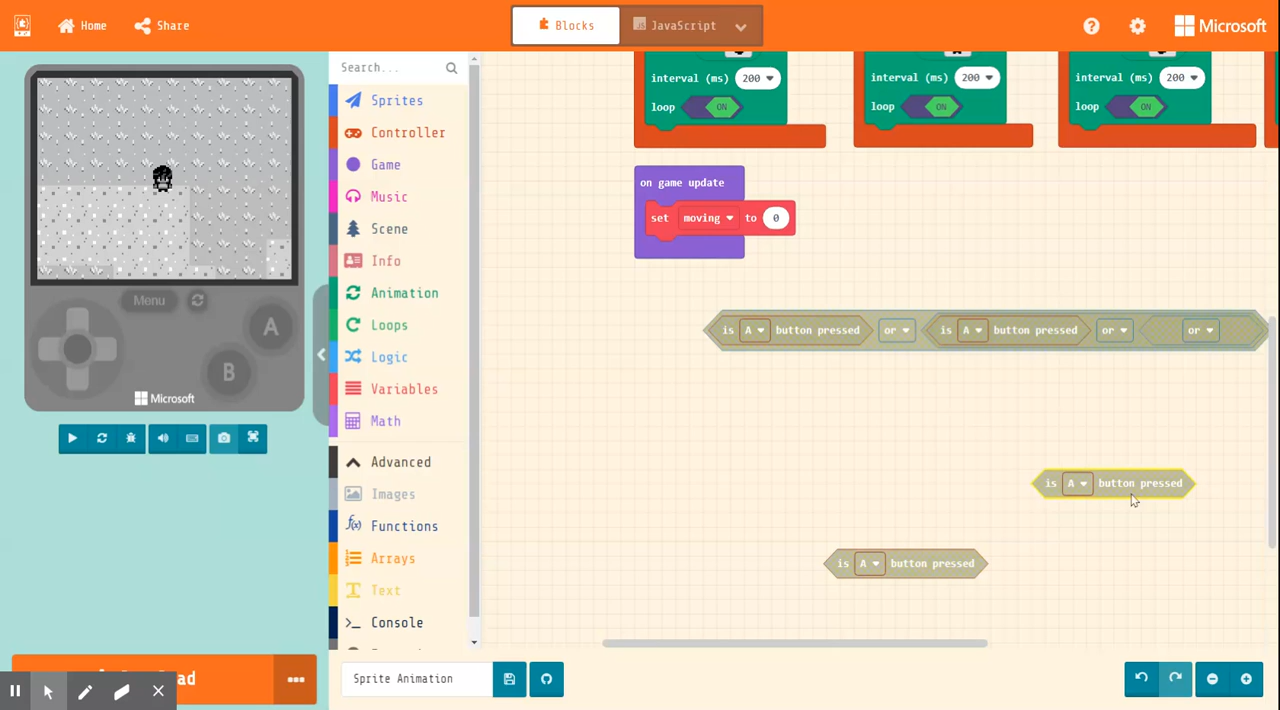 Home
Share
Blocks
JavaScript
Microsoft
Search...
Sprites
Controller
Game
Music
Scene
Info
Animation
Loops
Logic
Variables
Math
Advanced
Images
Functions
Arrays
Text
Console
Menu
A
B
Microsoft
interval (ms) 200
loop ON
interval (ms) 200
loop ON
interval (ms) 200
loop ON
on game update
set moving to 0
is A button pressed or is A button pressed or or
is A button pressed
is A button pressed
Sprite Animation